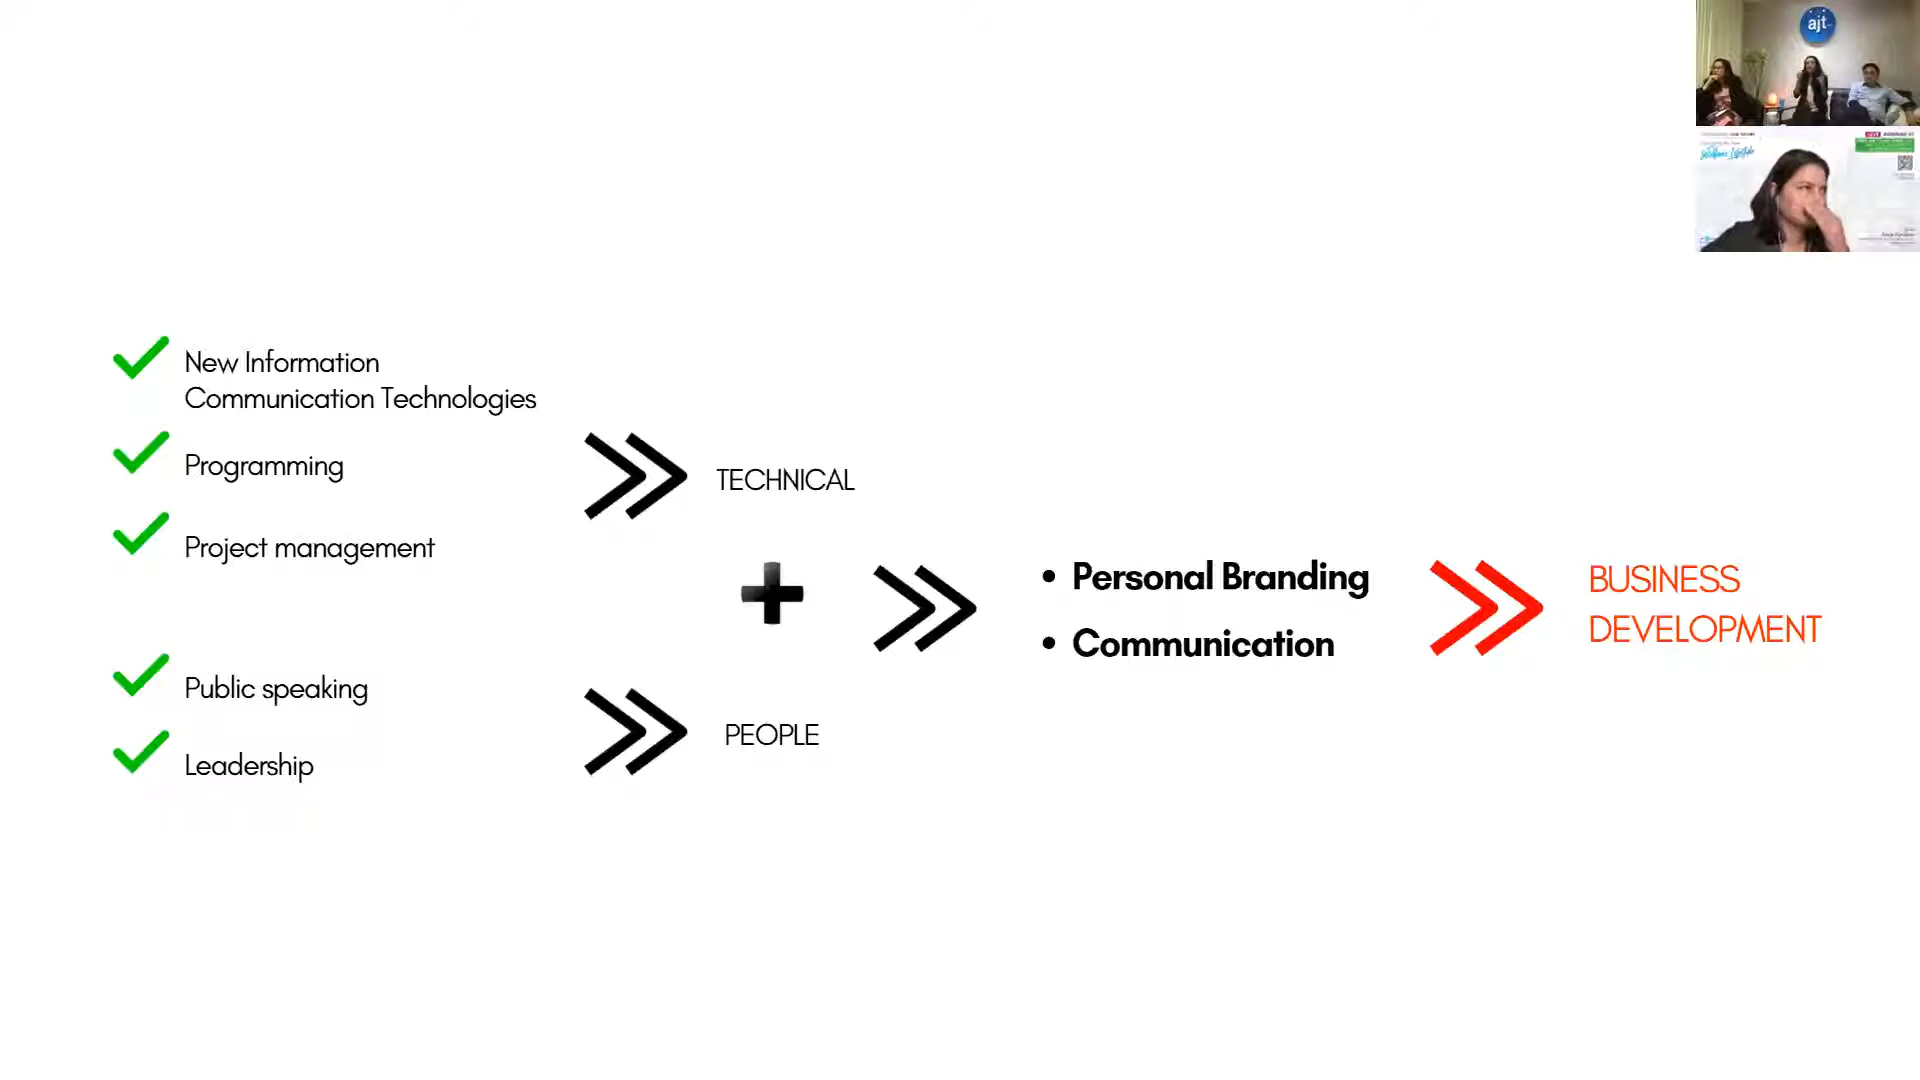 ajt
New Information
Communication Technologies
Programming
Project management
Public speaking
Leadership
TECHNICAL
PEOPLE
• Personal Branding
• Communication
BUSINESS
DEVELOPMENT